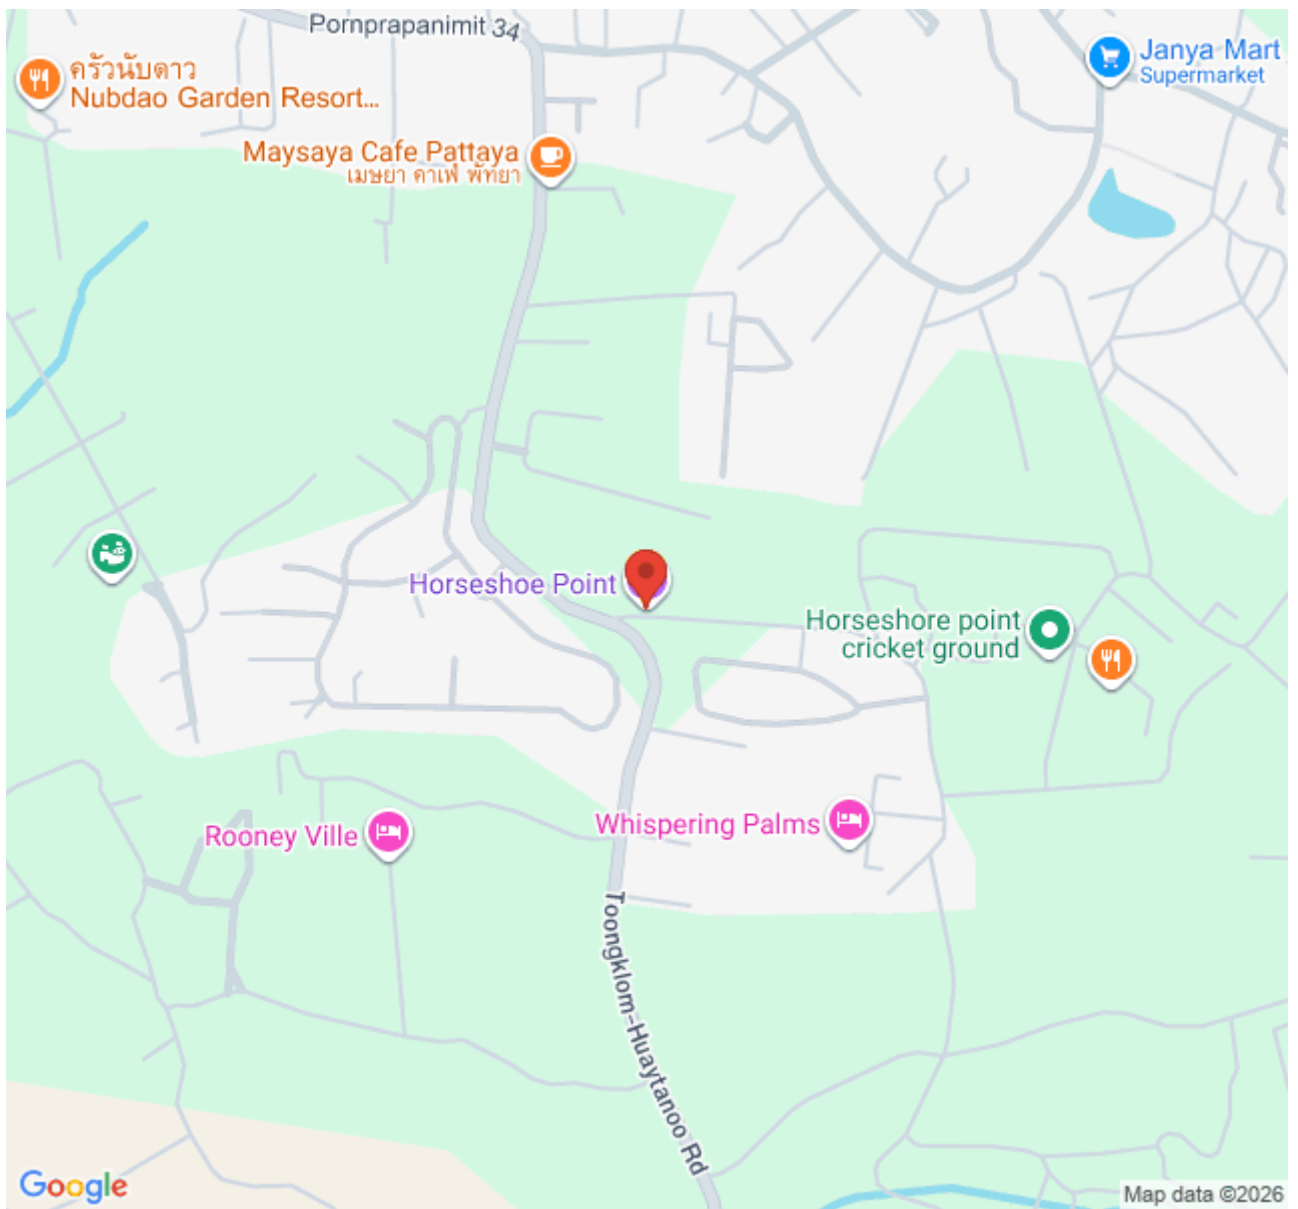 Pornprapanimit 34
ครัวนับดาว
Nubdao Garden Resort...
Janya Mart
Supermarket
Maysaya Cafe Pattaya
เมษย่า คาเฟ่ พัทยา
Horseshoe Point
Horseshore point
cricket ground
Whispering Palms
Rooney Ville
Toongklom-Huaytanoo Rd
Google
Map data ©2026